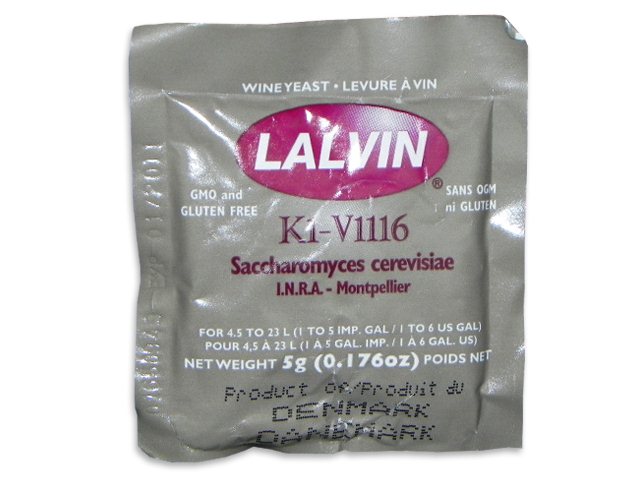 WINE YEAST • LEVURE À VIN
LALVIN
®
GMO and
GLUTEN FREE
SANS OGM
ni GLUTEN
K1-V1116
Saccharomyces cerevisiae
I.N.R.A. - Montpellier
FOR 4.5 TO 23 L (1 TO 5 IMP. GAL / 1 TO 6 US GAL)
POUR 4,5 À 23 L (1 À 5 GAL. IMP. / 1 À 6 GAL. US)
NET WEIGHT 5g (0.176oz) POIDS NET
Product of/Produit du
DENMARK
DANEMARK